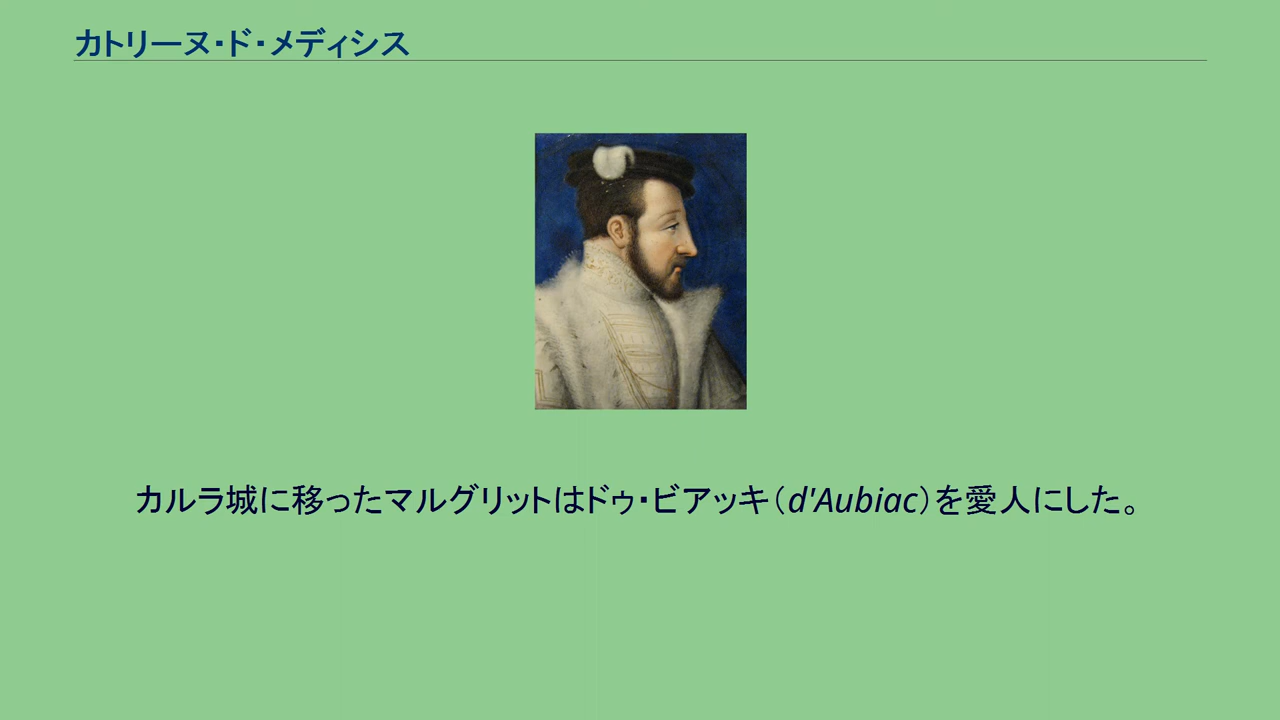 カトリーヌ・ド・メディシス
カルラ城に移ったマルグリットはドゥ・ビアッキ（d'Aubiac）を愛人にした。